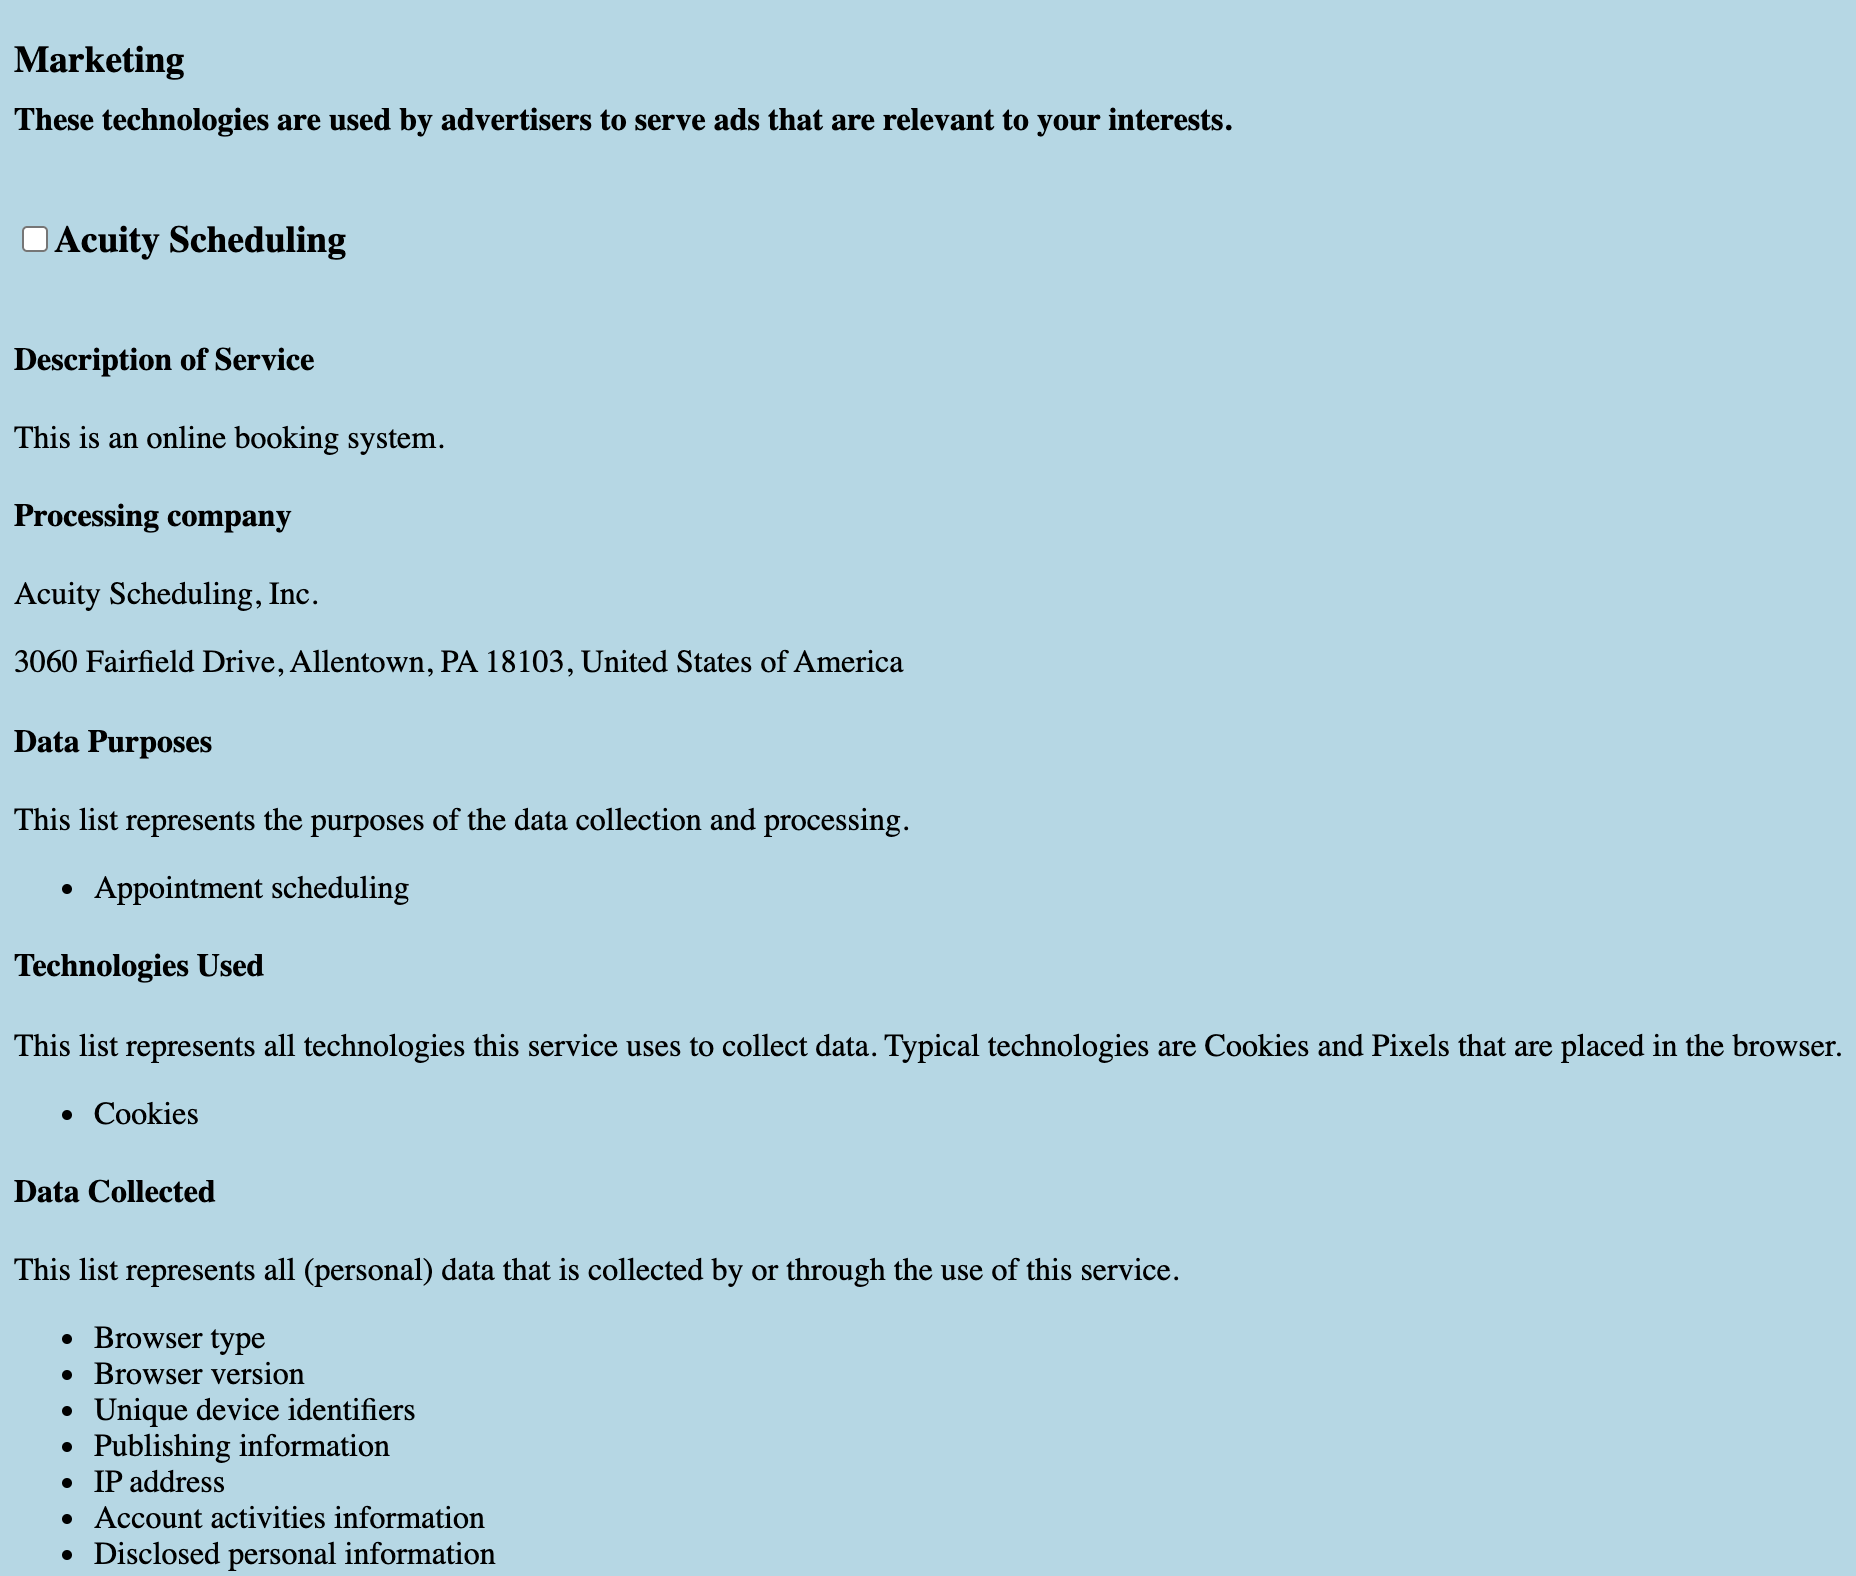 Marketing
These technologies are used by advertisers to serve ads that are relevant to your interests.
Acuity Scheduling
Description of Service
This is an online booking system.
Processing company
Acuity Scheduling, Inc.
3060 Fairfield Drive, Allentown, PA 18103, United States of America
Data Purposes
This list represents the purposes of the data collection and processing.
• Appointment scheduling
Technologies Used
This list represents all technologies this service uses to collect data. Typical technologies are Cookies and Pixels that are placed in the browser.
• Cookies
Data Collected
This list represents all (personal) data that is collected by or through the use of this service.
• Browser type
• Browser version
• Unique device identifiers
• Publishing information
• IP address
• Account activities information
• Disclosed personal information